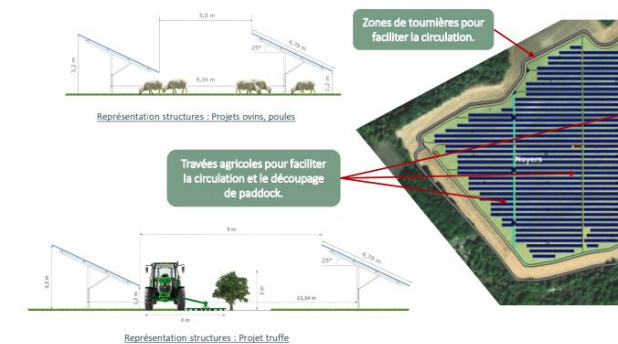 5,0 m
Zones de tournières pour
faciliter la circulation.
25°
4,79 m
3,2 m
9,34 m
1,2 m
Représentation structures : Projets ovins, poules
Travées agricoles pour faciliter
la circulation et le découpage
de paddock.
Noyers
9 m
25°
4,79 m
3,2 m
1,2 m
3 m
13,34 m
4 m
Représentation structures : Projet truffe